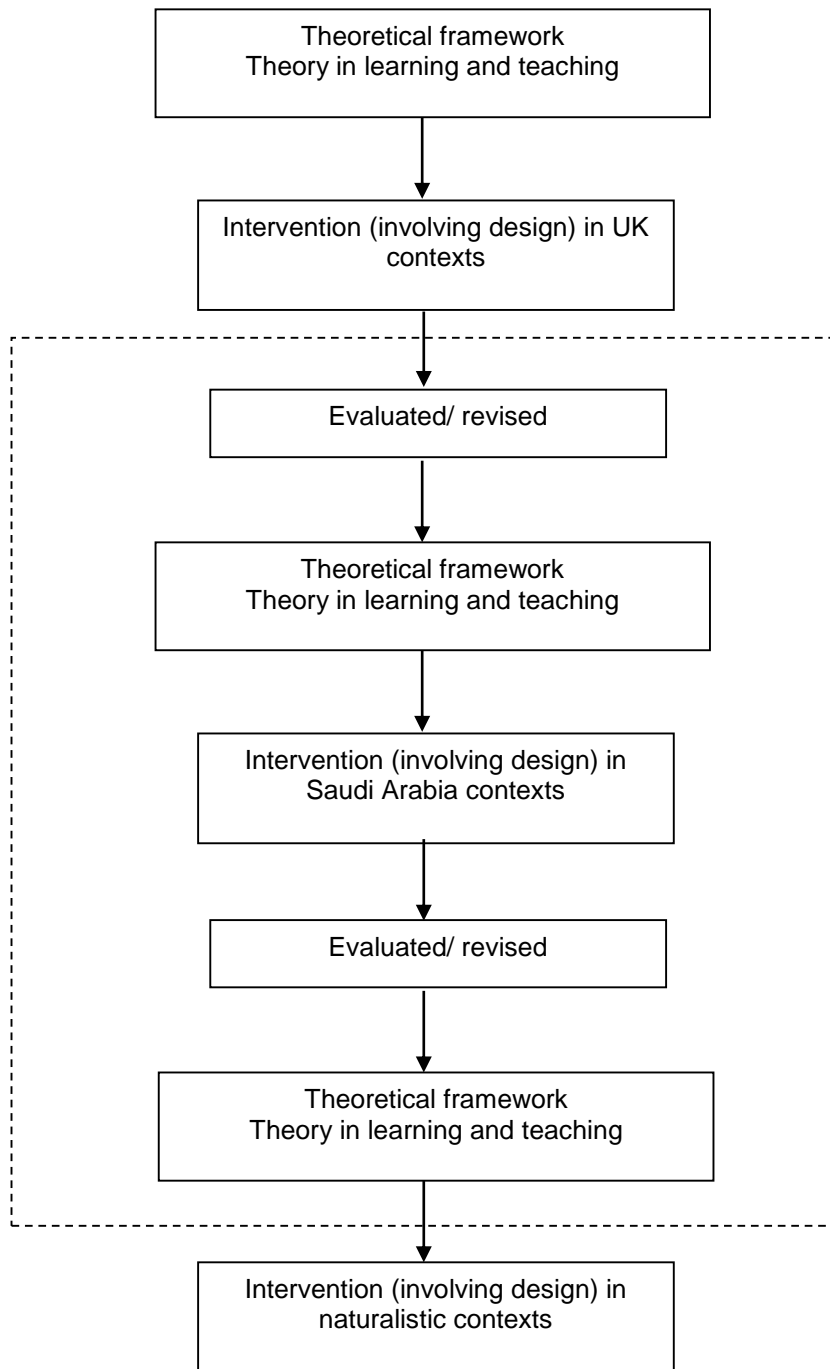 Theoretical framework
Theory in learning and teaching
Intervention (involving design) in UK
contexts
Evaluated/ revised
Theoretical framework
Theory in learning and teaching
Intervention (involving design) in
Saudi Arabia contexts
Evaluated/ revised
Theoretical framework
Theory in learning and teaching
Intervention (involving design) in
naturalistic contexts